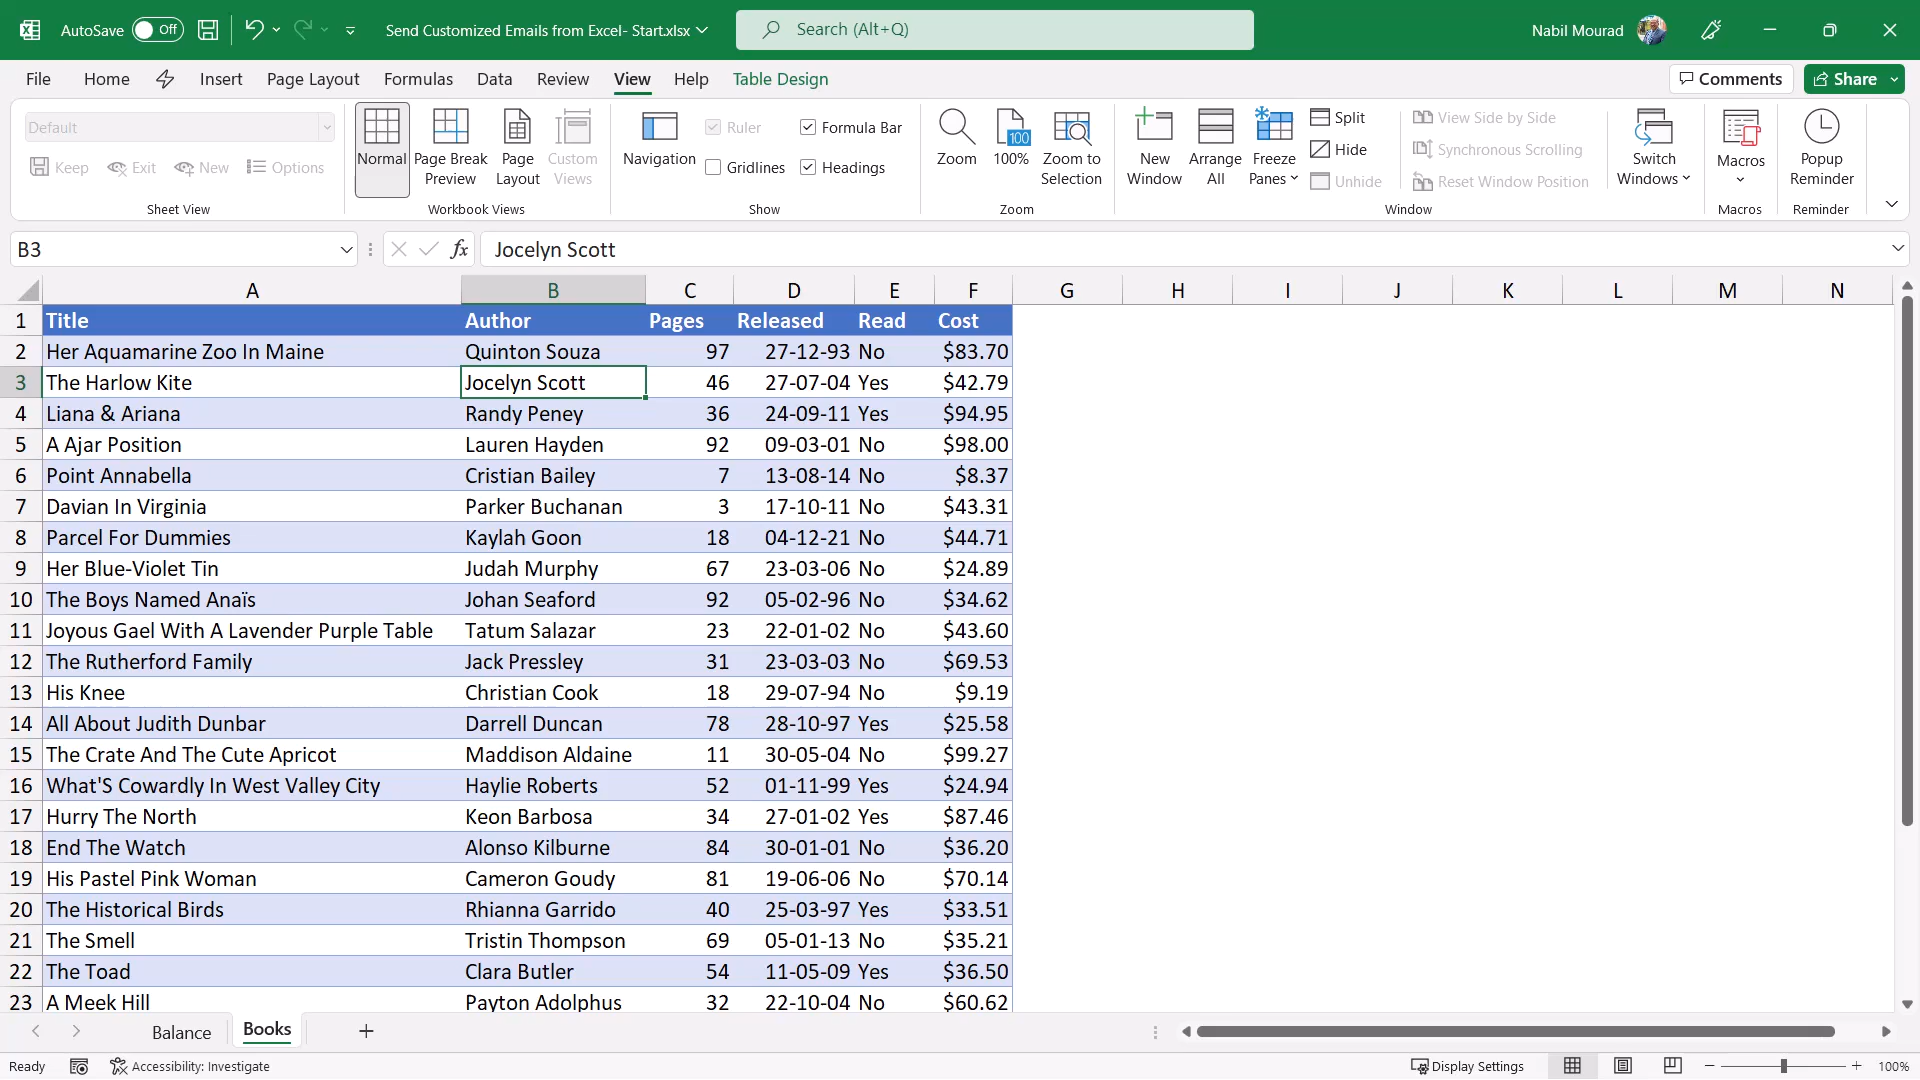 AutoSave Off Send Customized Emails from Excel- Start.xlsx Search (Alt+Q) Nabil Mourad
File Home Insert Page Layout Formulas Data Review View Help Table Design Comments Share
Default
Keep Exit New Options
Sheet View
Normal Page Break Preview Page Layout Custom Views
Workbook Views
Navigation Ruler Formula Bar
Gridlines Headings
Show
Zoom 100 100% Zoom to Selection
Zoom
New Window Arrange All Freeze Panes
Split
Hide
Unhide
View Side by Side
Synchronous Scrolling
Reset Window Position
Switch Windows
Window
Macros
Macros
Popup Reminder
Reminder
B3 fx Jocelyn Scott
A B C D E F G H I J K L M N
1 Title Author Pages Released Read Cost
2 Her Aquamarine Zoo In Maine Quinton Souza 97 27-12-93 No $83.70
3 The Harlow Kite Jocelyn Scott 46 27-07-04 Yes $42.79
4 Liana & Ariana Randy Peney 36 24-09-11 Yes $94.95
5 A Ajar Position Lauren Hayden 92 09-03-01 No $98.00
6 Point Annabella Cristian Bailey 7 13-08-14 No $8.37
7 Davian In Virginia Parker Buchanan 3 17-10-11 No $43.31
8 Parcel For Dummies Kaylah Goon 18 04-12-21 No $44.71
9 Her Blue-Violet Tin Judah Murphy 67 23-03-06 No $24.89
10 The Boys Named Anaïs Johan Seaford 92 05-02-96 No $34.62
11 Joyous Gael With A Lavender Purple Table Tatum Salazar 23 22-01-02 No $43.60
12 The Rutherford Family Jack Pressley 31 23-03-03 No $69.53
13 His Knee Christian Cook 18 29-07-94 No $9.19
14 All About Judith Dunbar Darrell Duncan 78 28-10-97 Yes $25.58
15 The Crate And The Cute Apricot Maddison Aldaine 11 30-05-04 No $99.27
16 What'S Cowardly In West Valley City Haylie Roberts 52 01-11-99 Yes $24.94
17 Hurry The North Keon Barbosa 34 27-01-02 Yes $87.46
18 End The Watch Alonso Kilburne 84 30-01-01 No $36.20
19 His Pastel Pink Woman Cameron Goudy 81 19-06-06 No $70.14
20 The Historical Birds Rhianna Garrido 40 25-03-97 Yes $33.51
21 The Smell Tristin Thompson 69 05-01-13 No $35.21
22 The Toad Clara Butler 54 11-05-09 Yes $36.50
23 A Meek Hill Payton Adolphus 32 22-10-04 No $60.62
Balance Books
Ready Accessibility: Investigate Display Settings 100%